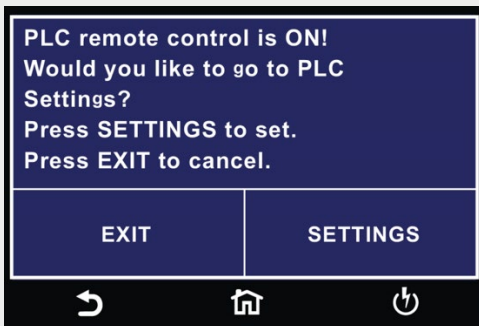 PLC remote control is ON!
Would you like to go to PLC
Settings?
Press SETTINGS to set.
Press EXIT to cancel.
EXIT
SETTINGS